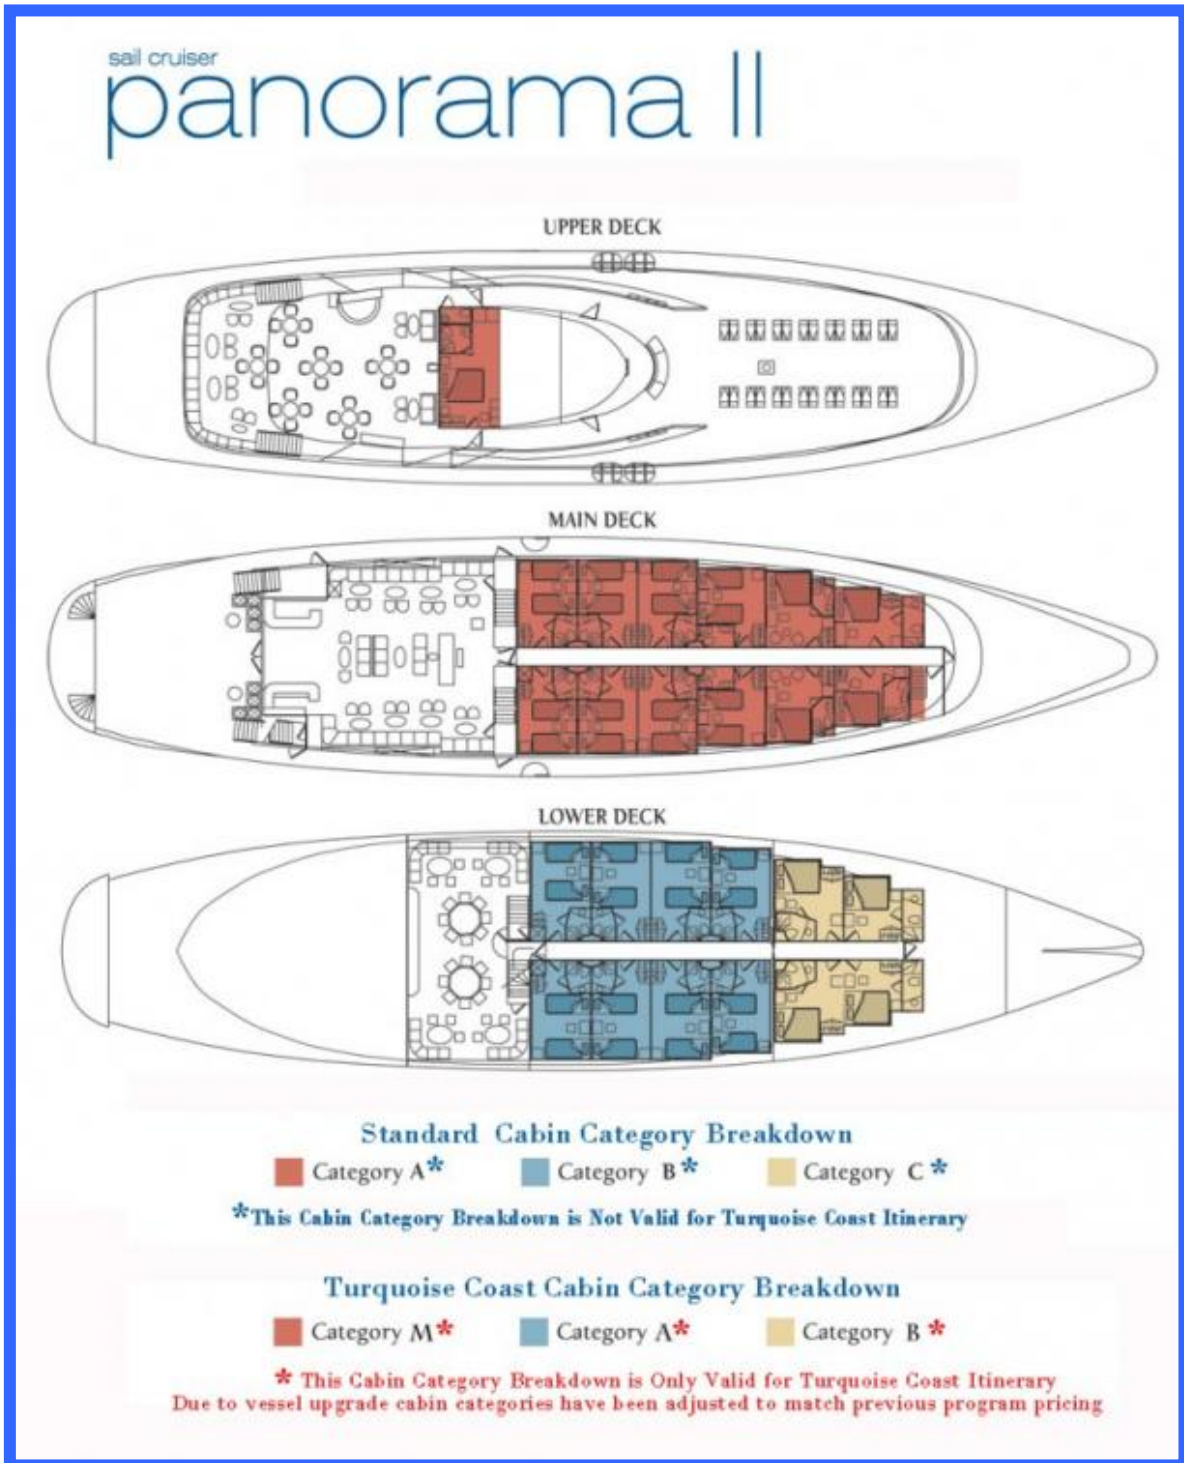 sail cruiser
panorama II
UPPER DECK
MAIN DECK
LOWER DECK
Standard Cabin Category Breakdown
Category A* Category B* Category C*
*This Cabin Category Breakdown is Not Valid for Turquoise Coast Itinerary
Turquoise Coast Cabin Category Breakdown
Category M* Category A* Category B*
* This Cabin Category Breakdown is Only Valid for Turquoise Coast Itinerary
Due to vessel upgrade cabin categories have been adjusted to match previous program pricing